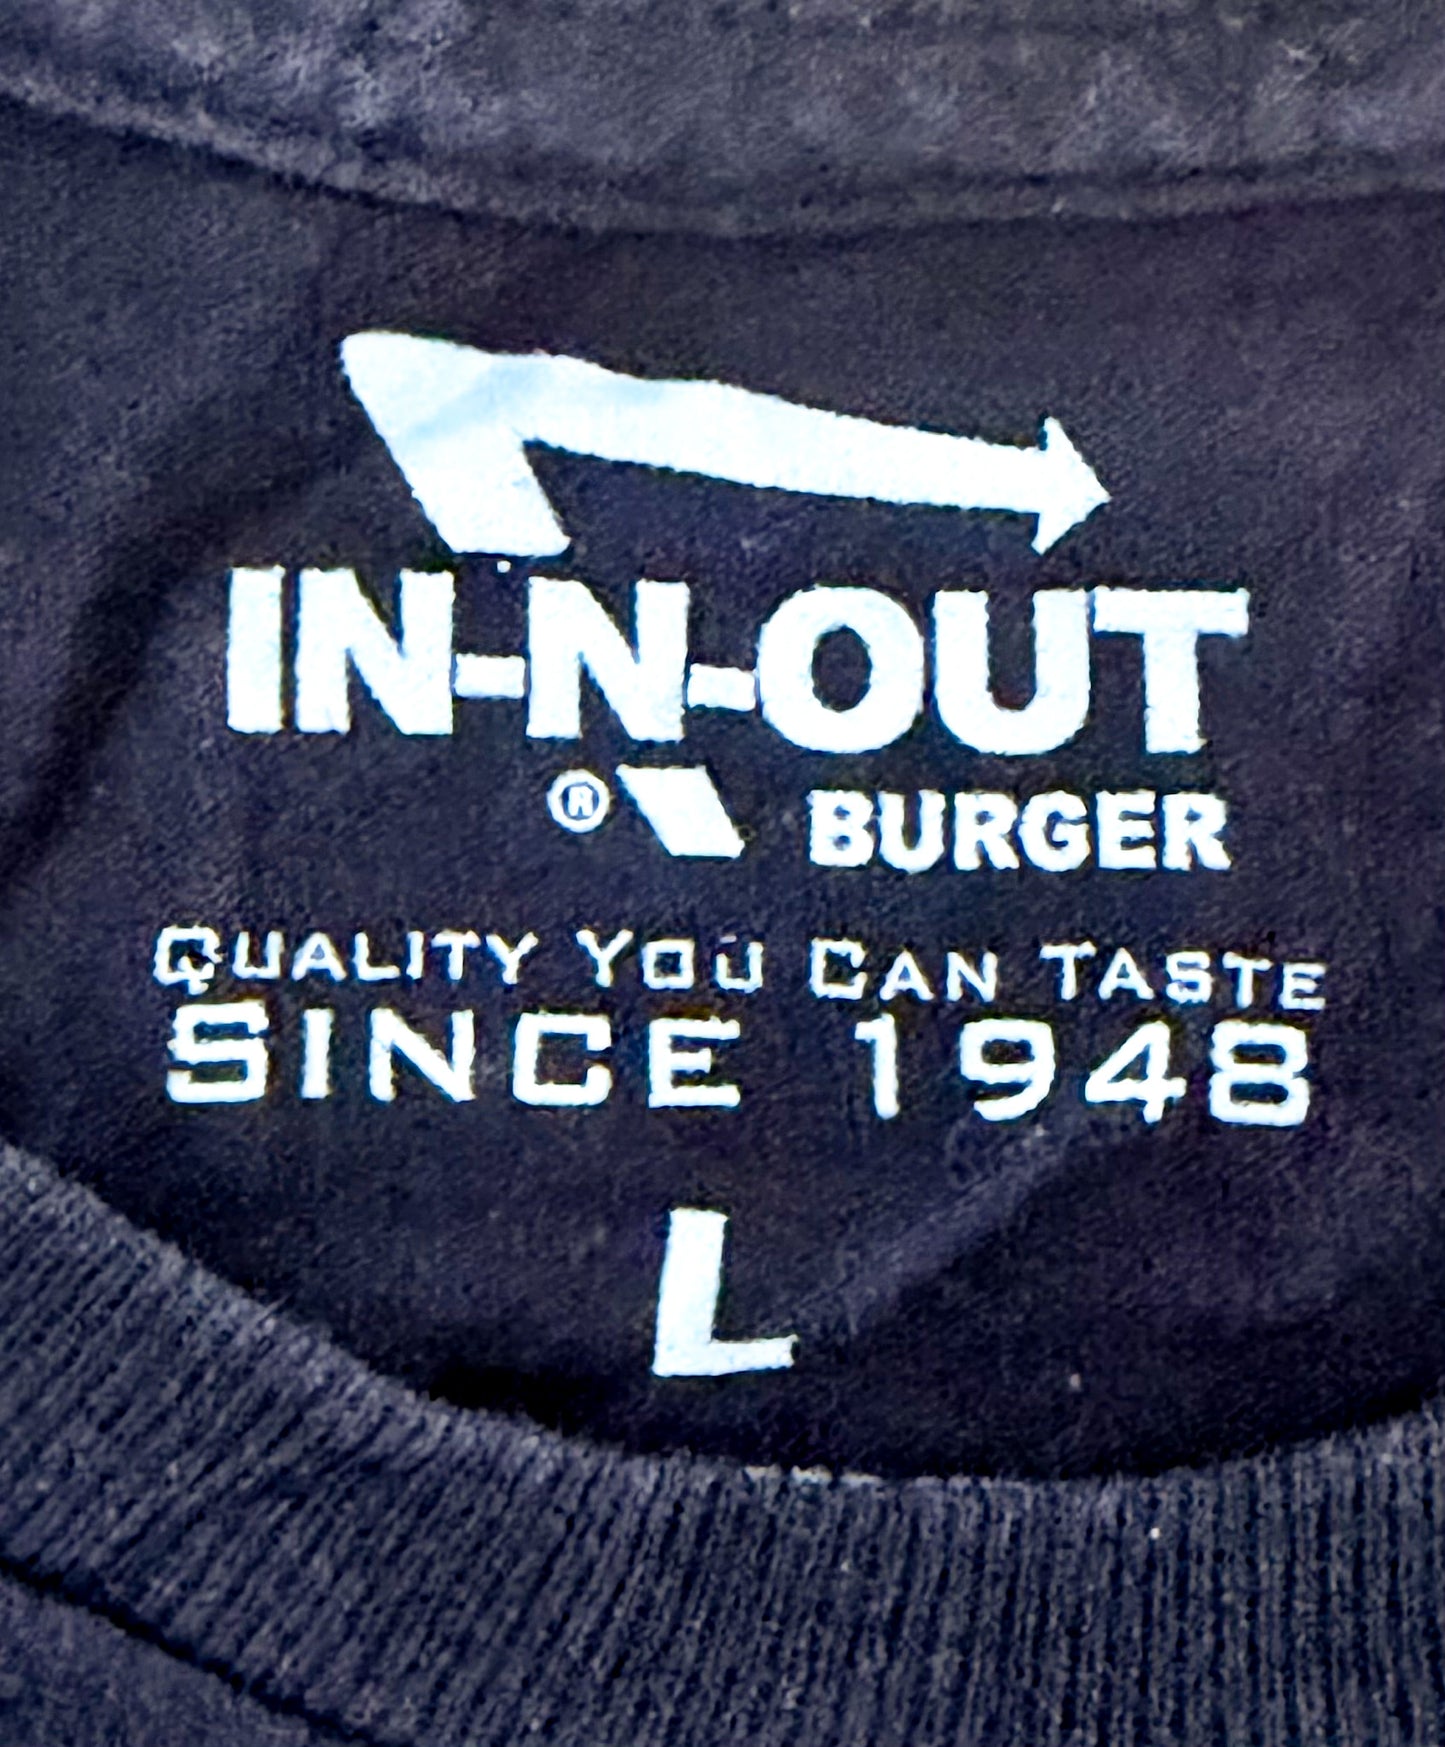 IN-N-OUT
® BURGER
QUALITY YOU CAN TASTE
SINCE 1948
L